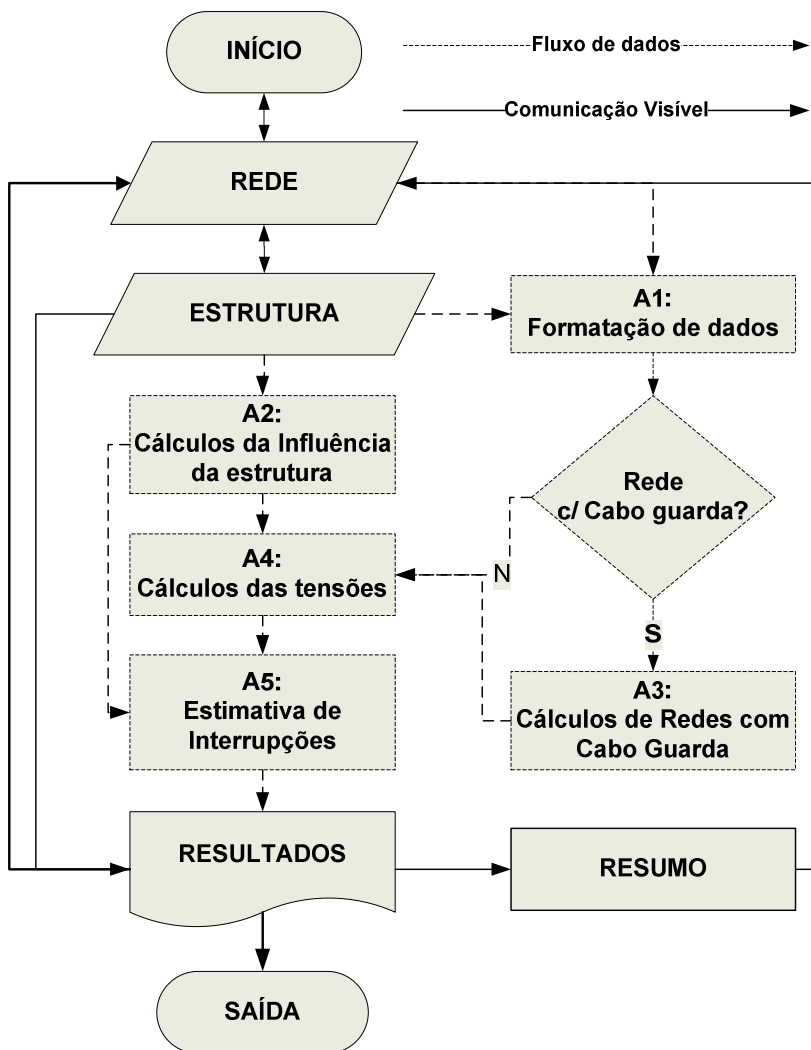 INÍCIO
Fluxo de dados
Comunicação Visível
REDE
ESTRUTURA
A1:
Formatação de dados
A2:
Cálculos da Influência
da estrutura
Rede
c/ Cabo guarda?
N
A4:
Cálculos das tensões
S
A5:
Estimativa de
Interrupções
A3:
Cálculos de Redes com
Cabo Guarda
RESULTADOS
RESUMO
SAÍDA